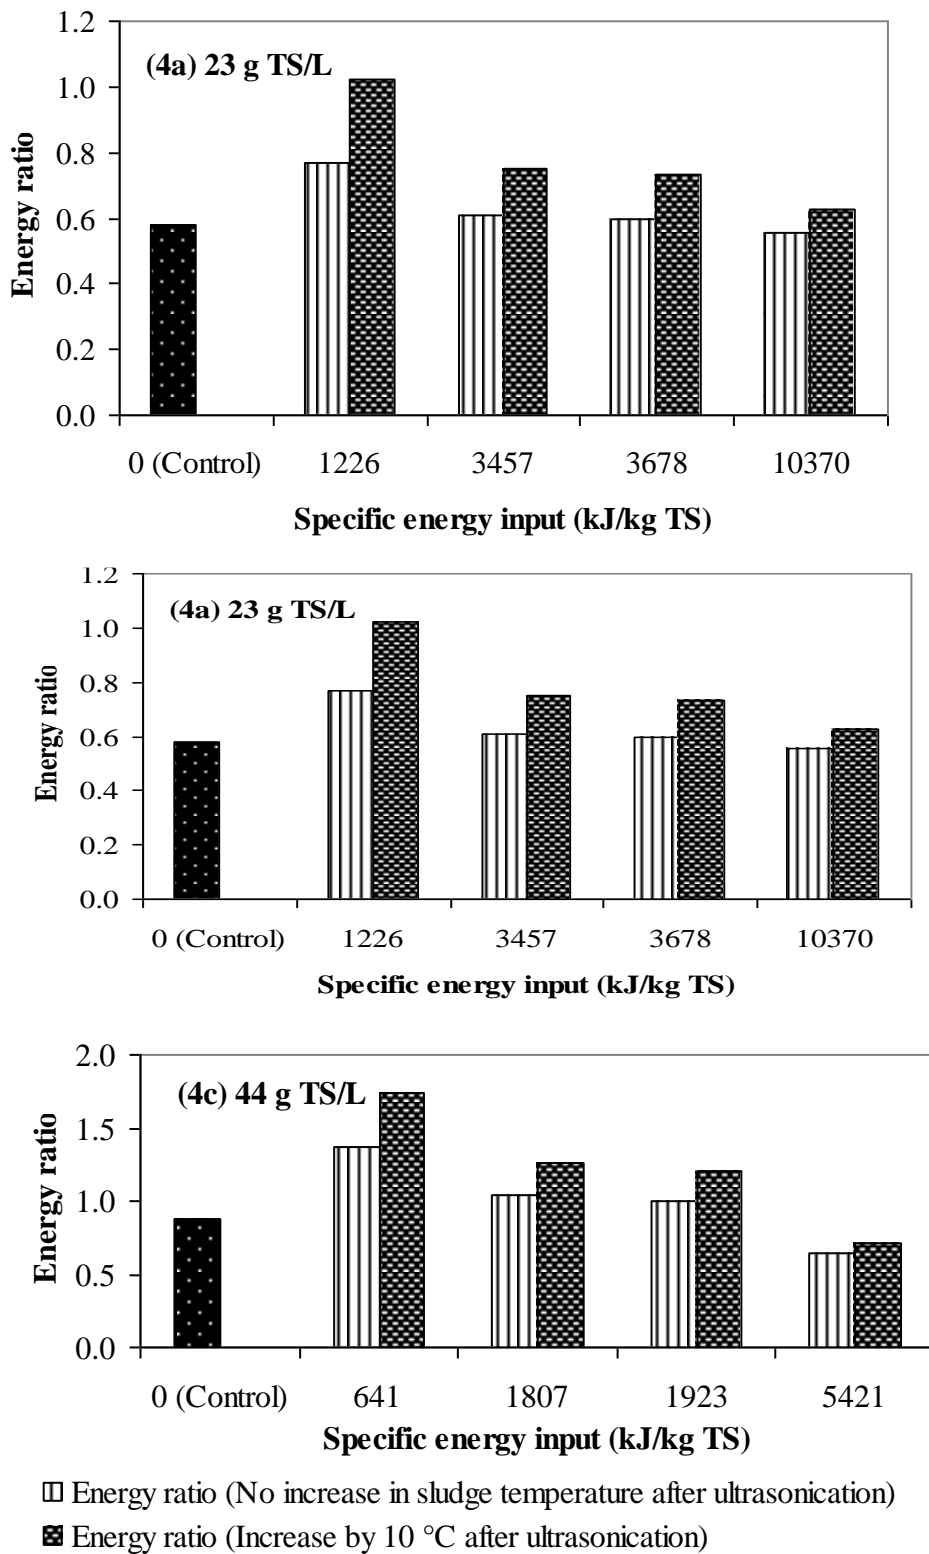 1.2
(4a) 23 g TS/L
1.0
0.8
0.6
0.4
0.2
0.0
Energy ratio
0 (Control) 1226 3457 3678 10370
Specific energy input (kJ/kg TS)
1.2
(4a) 23 g TS/L
1.0
0.8
0.6
0.4
0.2
0.0
Energy ratio
0 (Control) 1226 3457 3678 10370
Specific energy input (kJ/kg TS)
2.0
(4c) 44 g TS/L
1.5
1.0
0.5
0.0
Energy ratio
0 (Control) 641 1807 1923 5421
Specific energy input (kJ/kg TS)
Energy ratio (No increase in sludge temperature after ultrasonication)
Energy ratio (Increase by 10 °C after ultrasonication)